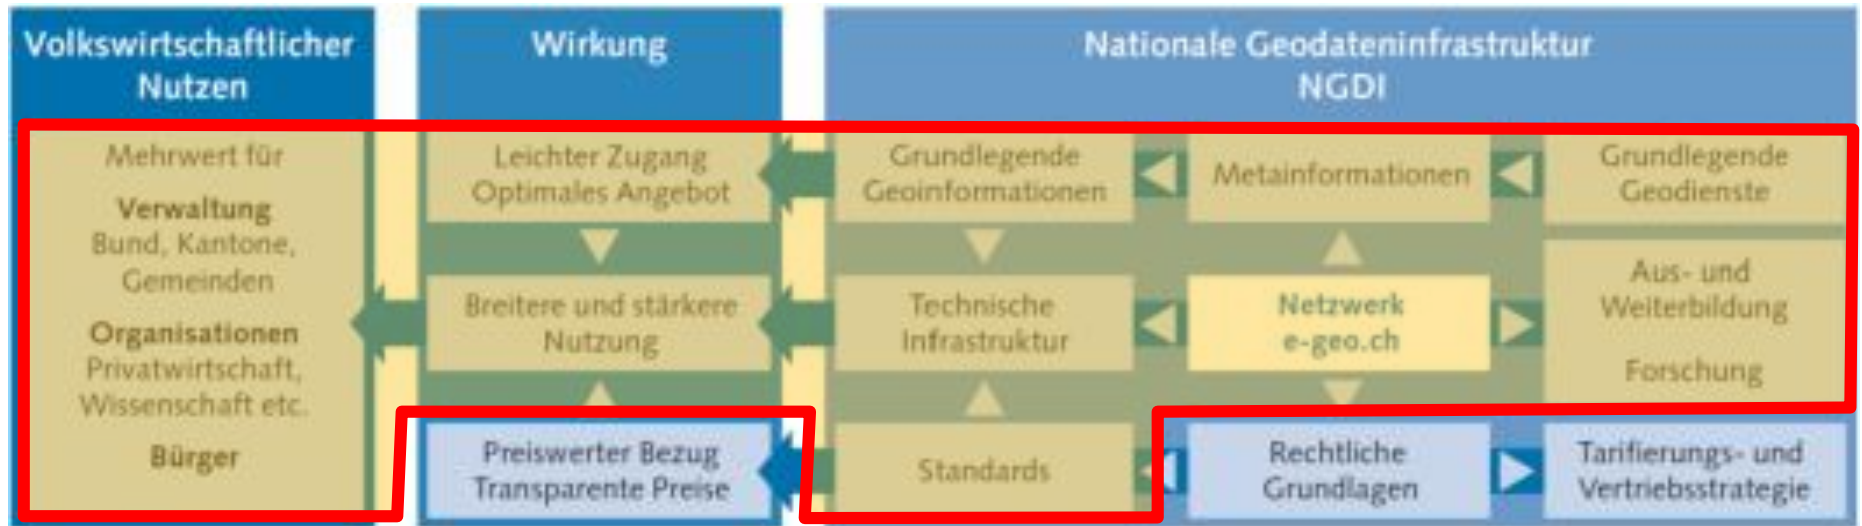 Volkswirtschaftlicher
Nutzen
Mehrwert für
Verwaltung
Bund, Kantone,
Gemeinden
Organisationen
Privatwirtschaft,
Wissenschaft etc.
Bürger
Wirkung
Leichter Zugang
Optimales Angebot
Breitere und stärkere
Nutzung
Preiswerter Bezug
Transparente Preise
Nationale Geodateninfrastruktur
NGDI
Grundlegende
Geoinformationen
Metainformationen
Grundlegende
Geodienste
Technische
Infrastruktur
Netzwerk
e-geo.ch
Aus- und
Weiterbildung
Forschung
Standards
Rechtliche
Grundlagen
Tarifierungs- und
Vertriebsstrategie